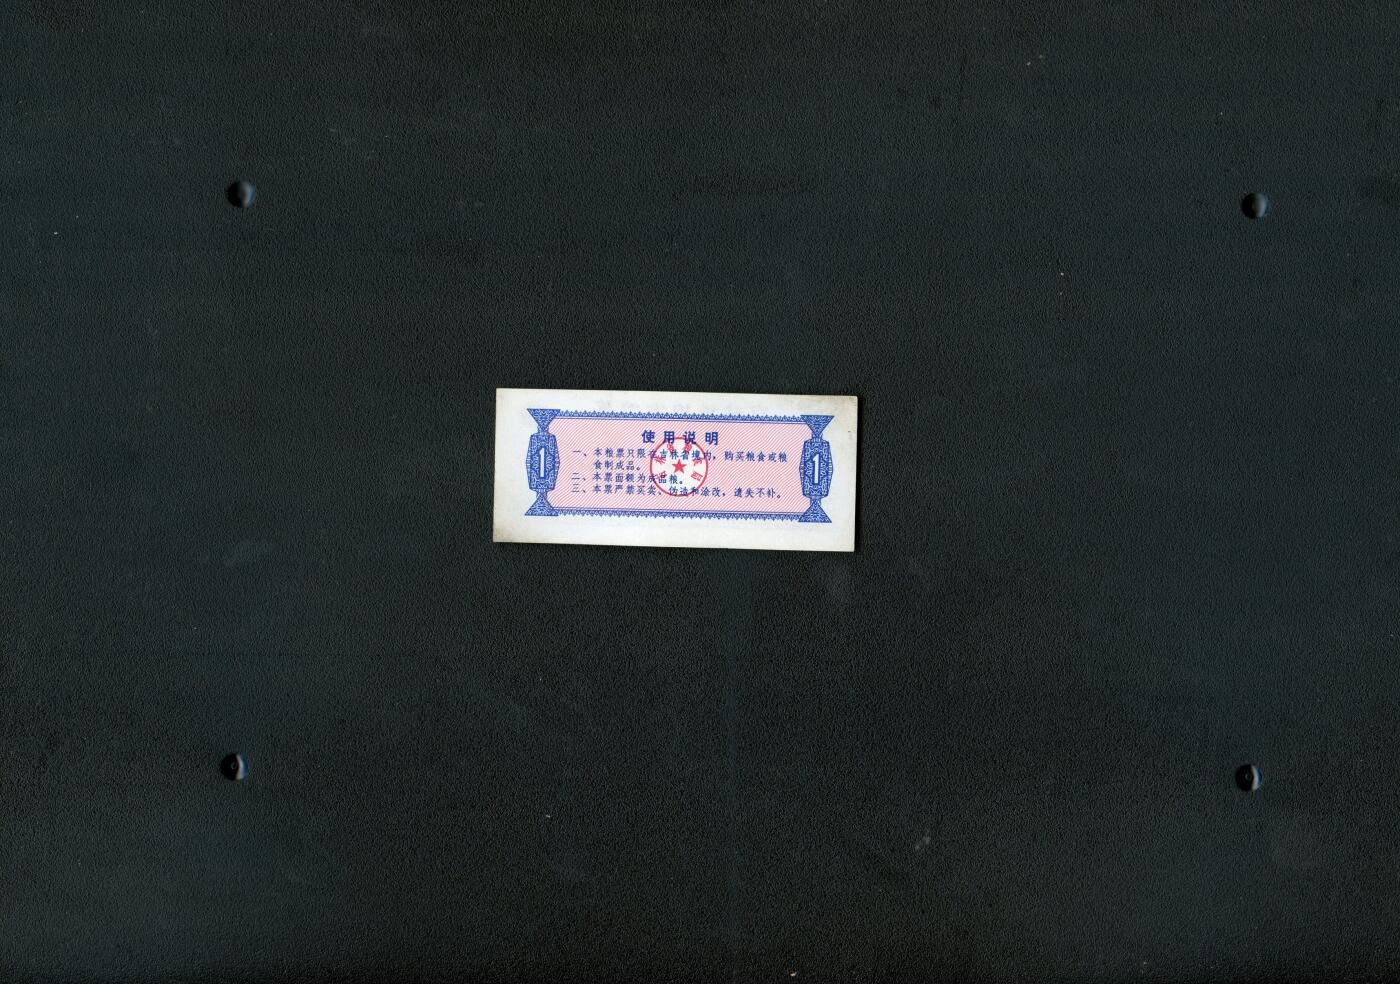 使用说明
1
1
一、本粮票只限在吉林省境内，购买粮食或粮
食制成品。
二、本票面额为成品粮。
三、本票严禁买卖、伪造和涂改，遗失不补。